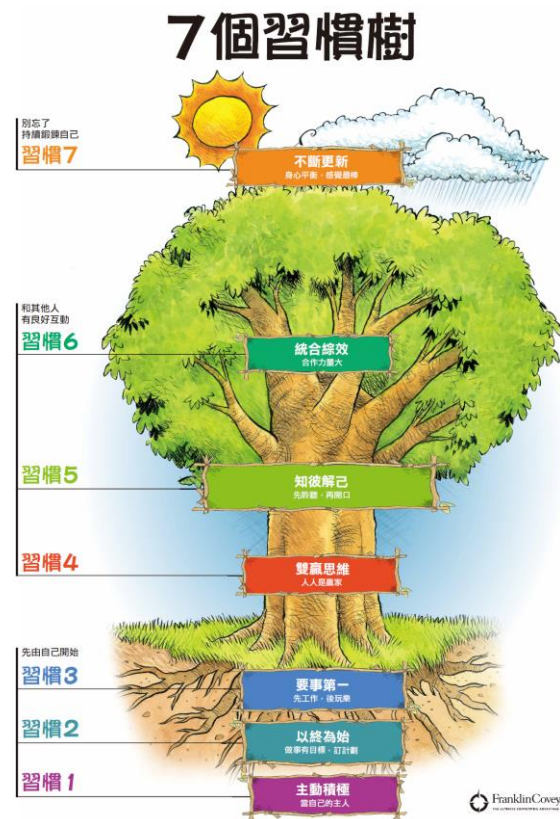 7個習慣樹
別忘了
持續鍛鍊自己
習慣7
不斷更新
身心平衡・感覺最棒
和其他人
有良好互動
習慣6
統合綜效
合作力量大
習慣5
知彼解己
先聆聽・再開口
習慣4
雙贏思維
人人是贏家
先由自己開始
習慣3
要事第一
先工作・後玩樂
習慣2
以終為始
做事有目標・訂計劃
習慣1
主動積極
當自己的主人
FranklinCovey